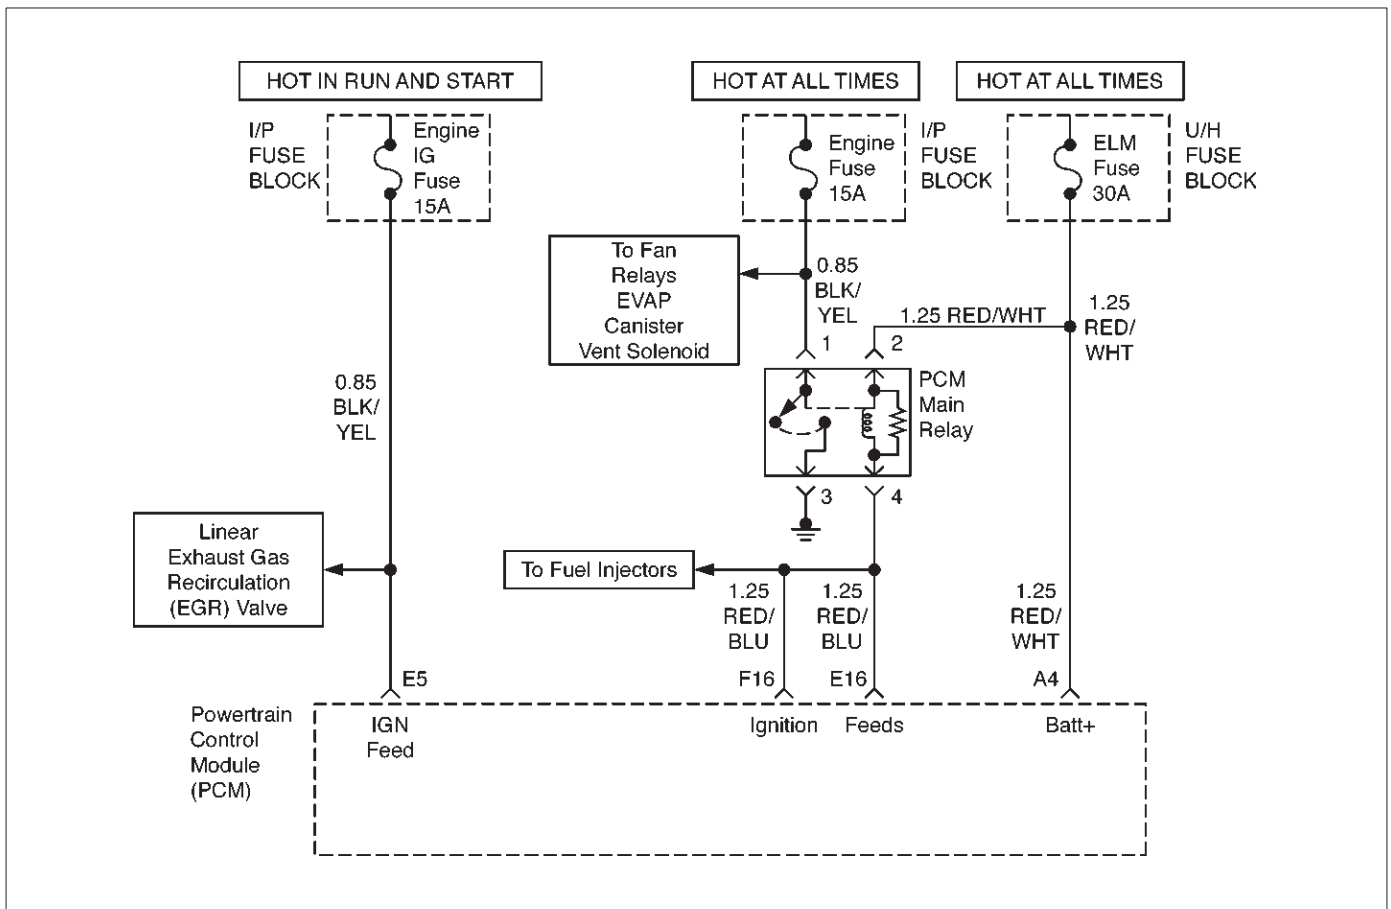 HOT IN RUN AND START
HOT AT ALL TIMES
HOT AT ALL TIMES
I/P
FUSE
BLOCK
Engine
IG
Fuse
15A
Engine
Fuse
15A
I/P
FUSE
BLOCK
ELM
Fuse
30A
U/H
FUSE
BLOCK
To Fan
Relays
EVAP
Canister
Vent Solenoid
0.85
BLK/
YEL
1.25 RED/WHT
1.25
RED/
WHT
1
2
PCM
Main
Relay
0.85
BLK/
YEL
3
4
Linear
Exhaust Gas
Recirculation
(EGR) Valve
To Fuel Injectors
1.25
RED/
BLU
1.25
RED/
BLU
1.25
RED/
WHT
E5
F16
E16
A4
Powertrain
Control
Module
(PCM)
IGN
Feed
Ignition
Feeds
Batt+